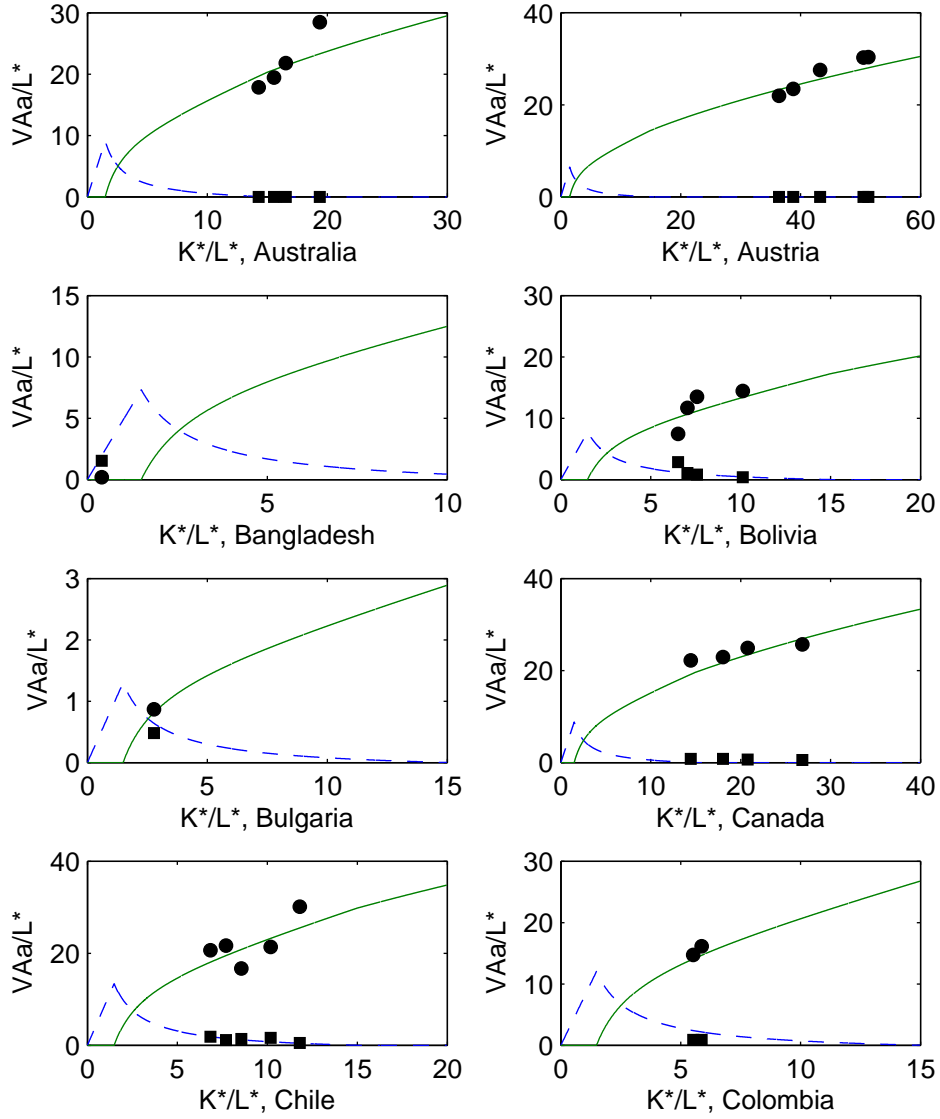 30
20
10
0
VAa/L*
0 10 20 30
K*/L*, Australia
40
20
0
VAa/L*
0 20 40 60
K*/L*, Austria
15
10
5
0
VAa/L*
0 5 10
K*/L*, Bangladesh
30
20
10
0
VAa/L*
0 5 10 15 20
K*/L*, Bolivia
3
2
1
0
VAa/L*
0 5 10 15
K*/L*, Bulgaria
40
20
0
VAa/L*
0 10 20 30 40
K*/L*, Canada
40
20
0
VAa/L*
0 5 10 15 20
K*/L*, Chile
30
20
10
0
VAa/L*
0 5 10 15
K*/L*, Colombia